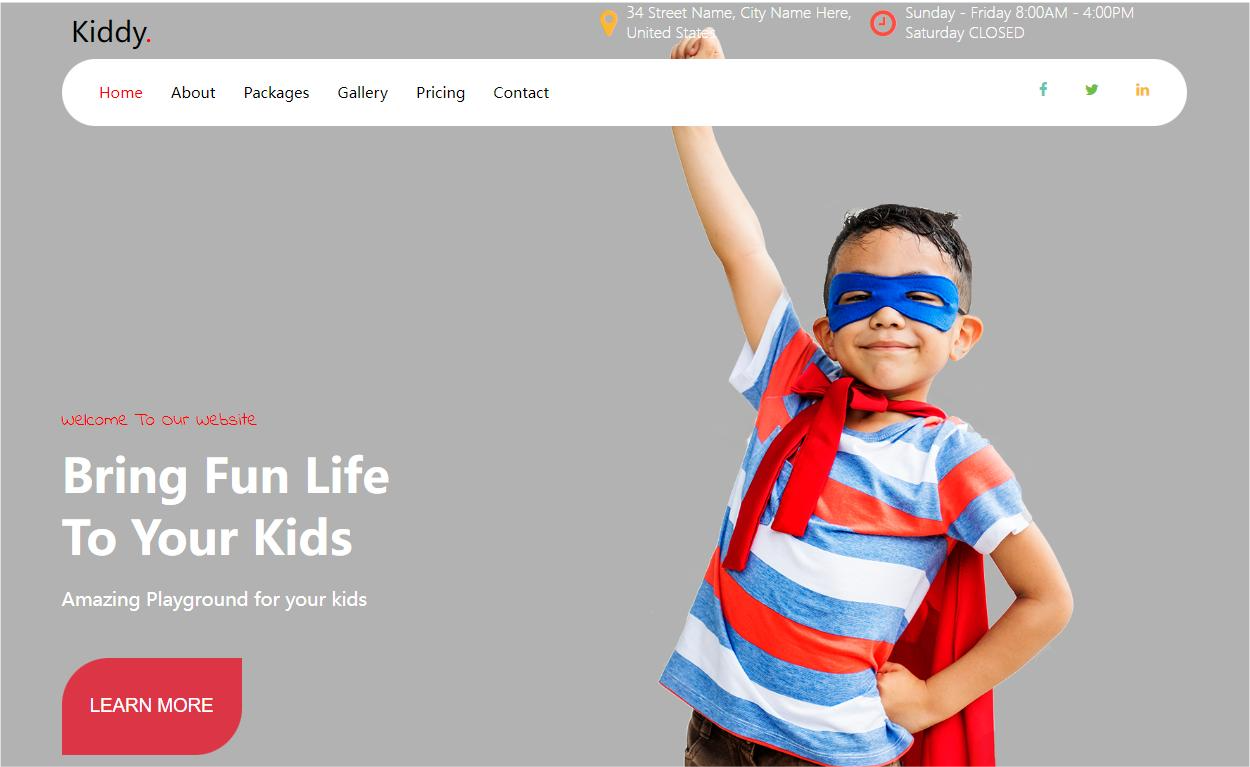 Kiddy.
34 Street Name, City Name Here,
United States
Sunday - Friday 8:00AM - 4:00PM
Saturday CLOSED
Home About Packages Gallery Pricing Contact
Welcome To Our Website
Bring Fun Life
To Your Kids
Amazing Playground for your kids
LEARN MORE